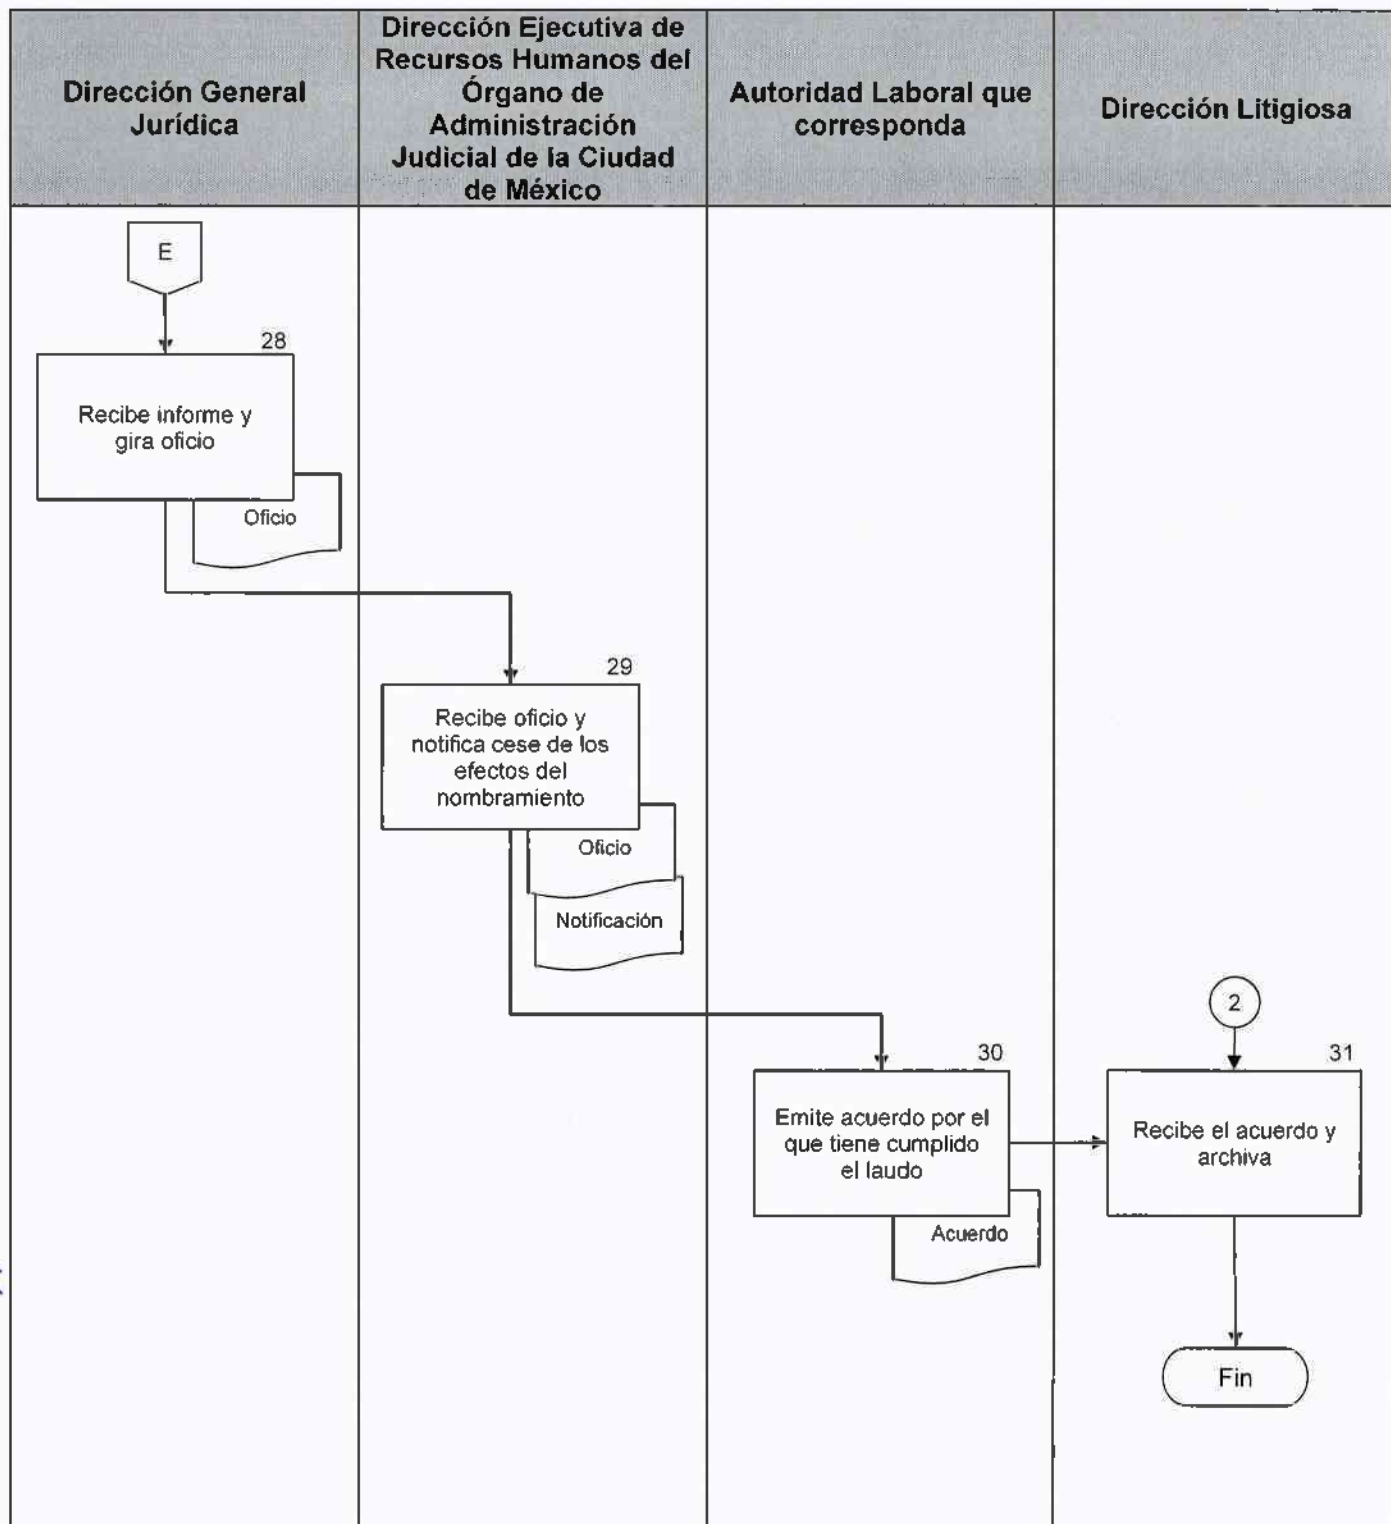 Dirección General
Jurídica
Dirección Ejecutiva de
Recursos Humanos del
Órgano de
Administración
Judicial de la Ciudad
de México
Autoridad Laboral que
corresponda
Dirección Litigiosa
E
28
Recibe informe y
gira oficio
Oficio
29
Recibe oficio y
notifica cese de los
efectos del
nombramiento
Oficio
Notificación
30
Emite acuerdo por el
que tiene cumplido
el laudo
Acuerdo
2
31
Recibe el acuerdo y
archiva
Fin